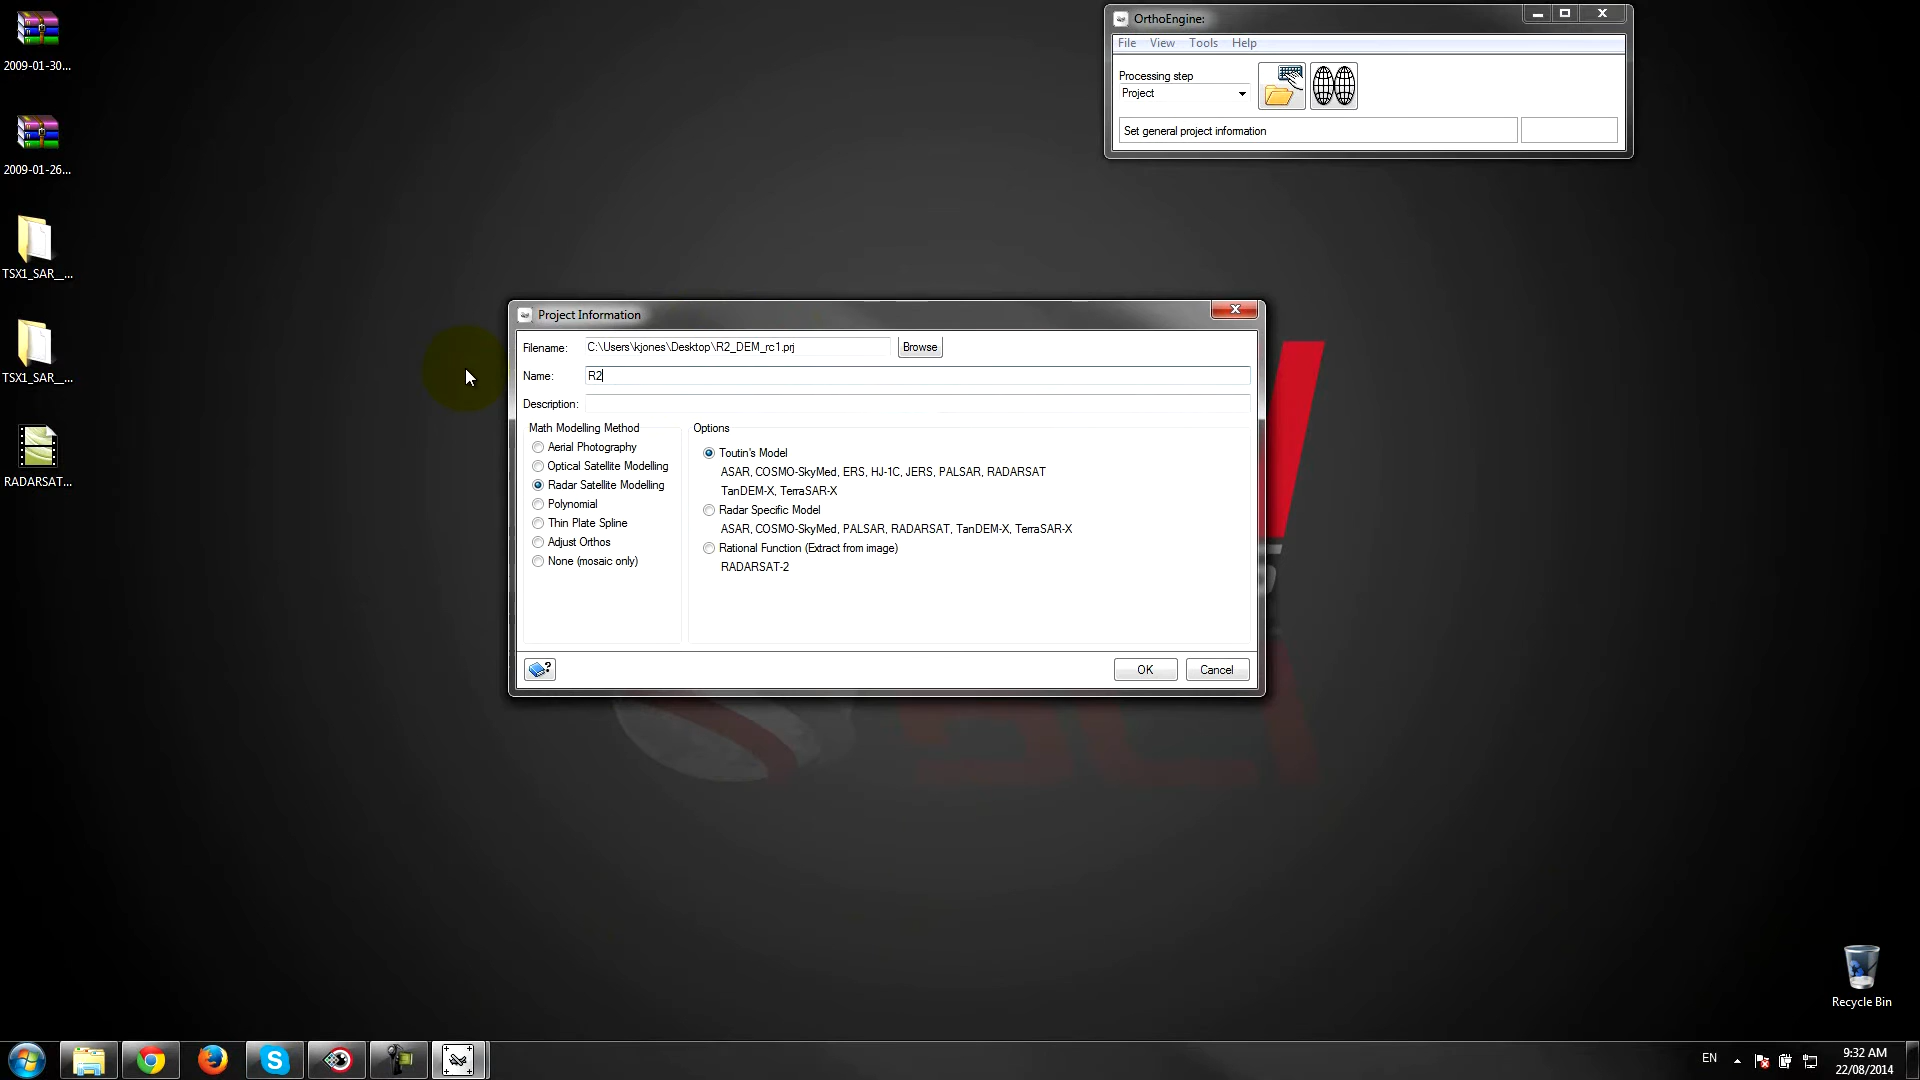 2009-01-30...
2009-01-26...
TSX1_SAR__...
TSX1_SAR__...
RADARSAT...
OrthoEngine:
File View Tools Help
Processing step
Project
Set general project information
Project Information
Filename: C:\Users\kjones\Desktop\R2_DEM_rc1.prj Browse
Name: R2
Description:
Math Modelling Method
Aerial Photography
Optical Satellite Modelling
Radar Satellite Modelling
Polynomial
Thin Plate Spline
Adjust Orthos
None (mosaic only)
Options
Toutin's Model
ASAR, COSMO-SkyMed, ERS, HJ-1C, JERS, PALSAR, RADARSAT
TanDEM-X, TerraSAR-X
Radar Specific Model
ASAR, COSMO-SkyMed, PALSAR, RADARSAT, TanDEM-X, TerraSAR-X
Rational Function (Extract from image)
RADARSAT-2
OK Cancel
Recycle Bin
EN
9:32 AM
22/08/2014